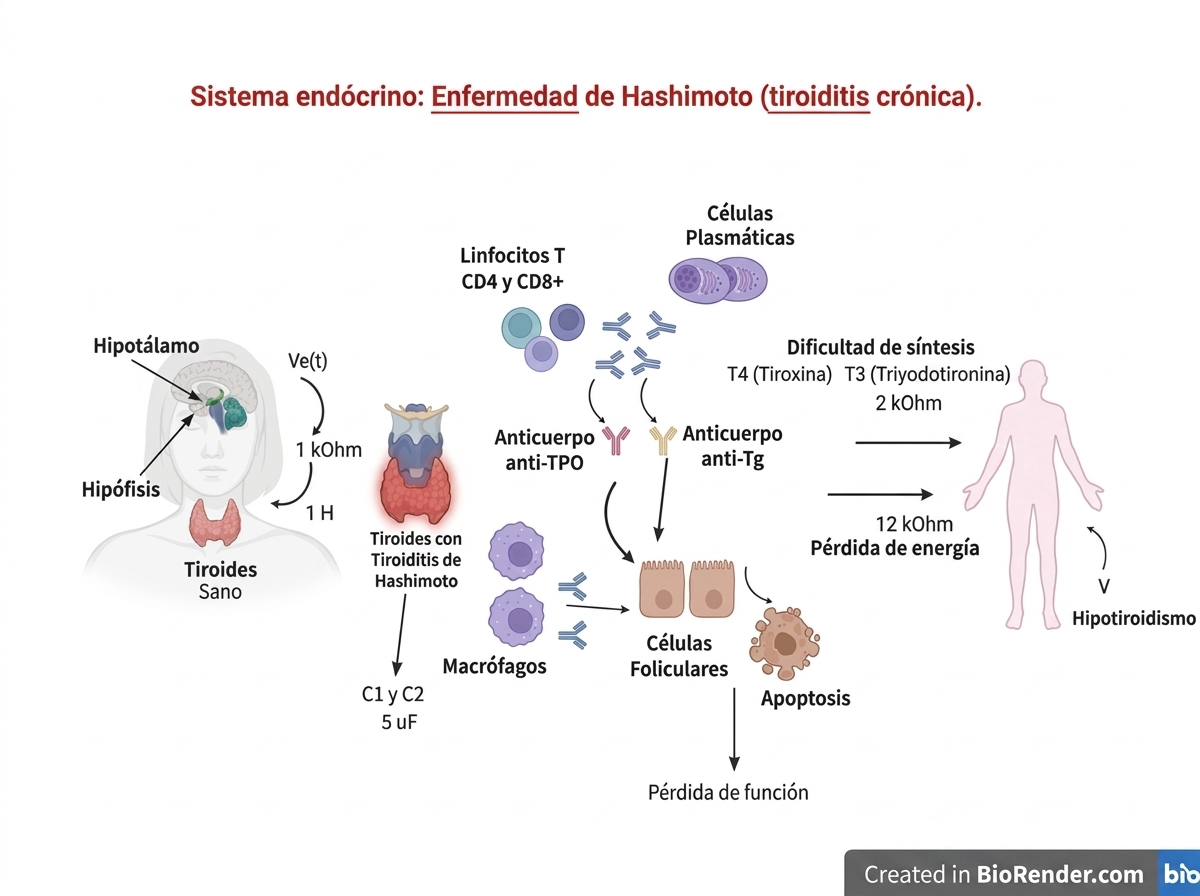 Sistema endócrino: Enfermedad de Hashimoto (tiroiditis crónica).
Células
Plasmáticas
Linfocitos T
CD4 y CD8+
Hipotálamo
Ve(t)
1 kOhm
Hipófisis
1 H
Tiroides
Sano
Tiroides con
Tiroiditis de
Hashimoto
C1 y C2
5 uF
Anticuerpo
anti-TPO
Anticuerpo
anti-Tg
Macrófagos
Células
Foliculares
Apoptosis
Pérdida de función
Dificultad de síntesis
T4 (Tiroxina) T3 (Triyodotironina)
2 kOhm
12 kOhm
Pérdida de energía
V
Hipotiroidismo
Created in BioRender.com bio